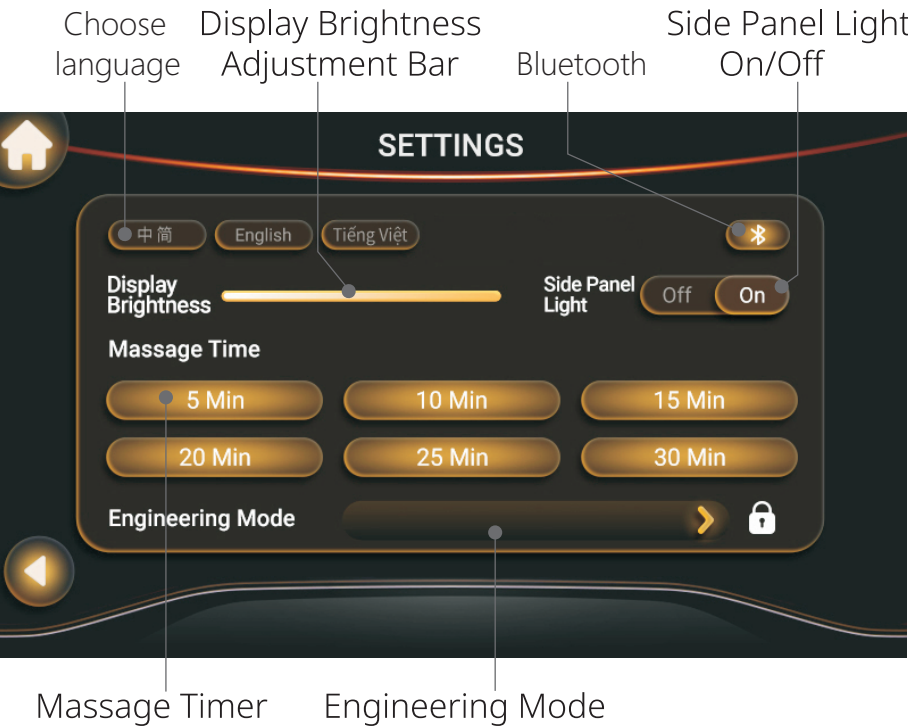 Choose
language
Display Brightness
Adjustment Bar
Bluetooth
Side Panel Light
On/Off
SETTINGS
中简
English
Tiếng Việt
Display
Brightness
Side Panel
Light
Off
On
Massage Time
5 Min
10 Min
15 Min
20 Min
25 Min
30 Min
Engineering Mode
Massage Timer
Engineering Mode